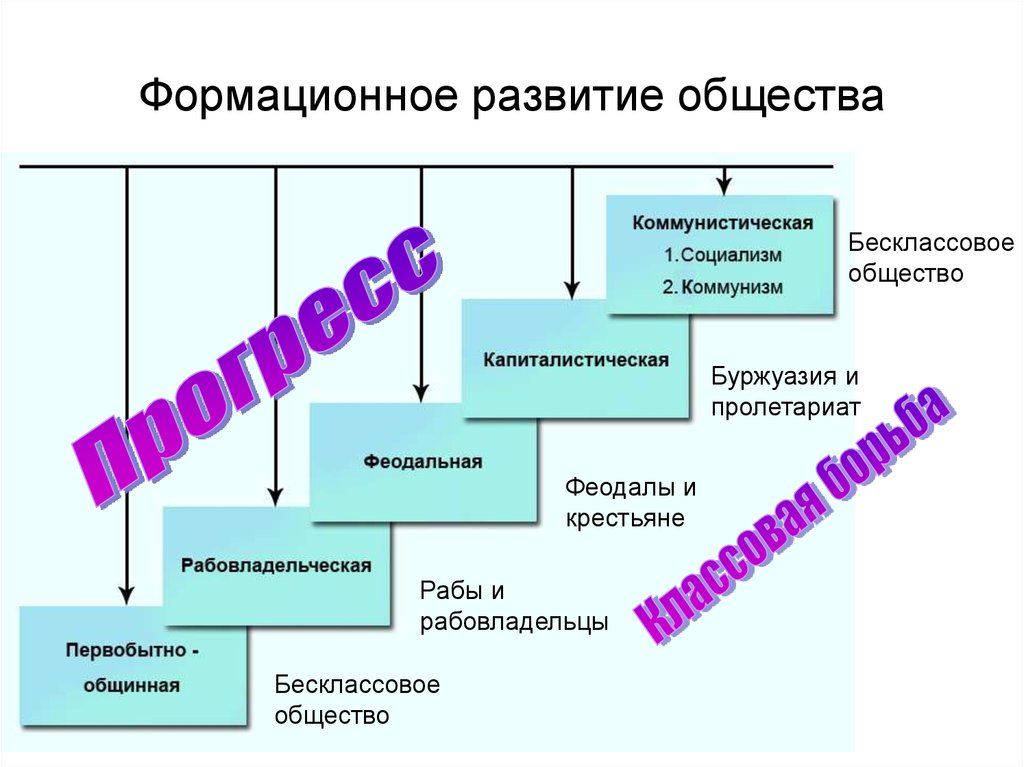 Формационное развитие общества
Коммунистическая
1.Социализм
2. Коммунизм
Бесклассовое
общество
Прогресс
Капиталистическая
Буржуазия и
пролетариат
Феодальная
Феодалы и
крестьяне
Классовая борьба
Рабовладельческая
Рабы и
рабовладельцы
Первобытно -
общинная
Бесклассовое
общество